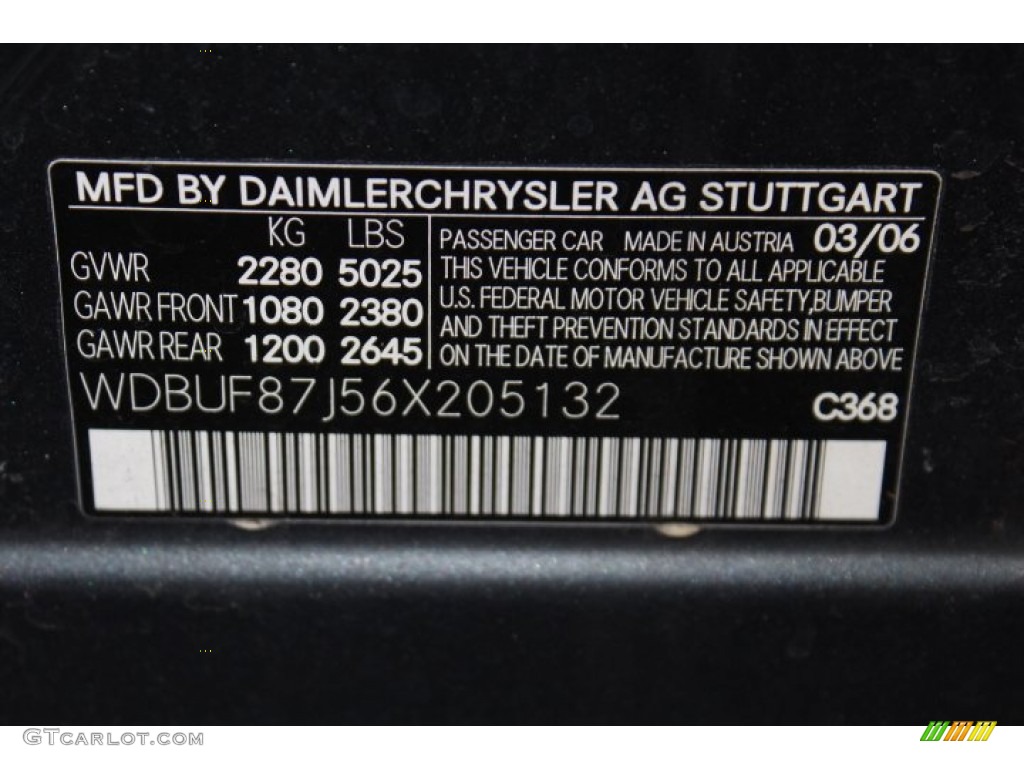 MFD BY DAIMLERCHRYSLER AG STUTTGART
KG LBS
GVWR 2280 5025
GAWR FRONT 1080 2380
GAWR REAR 1200 2645
PASSENGER CAR MADE IN AUSTRIA 03/06
THIS VEHICLE CONFORMS TO ALL APPLICABLE
U.S. FEDERAL MOTOR VEHICLE SAFETY,BUMPER
AND THEFT PREVENTION STANDARDS IN EFFECT
ON THE DATE OF MANUFACTURE SHOWN ABOVE
WDBUF87J56X205132 C368
GTCARLOT.COM